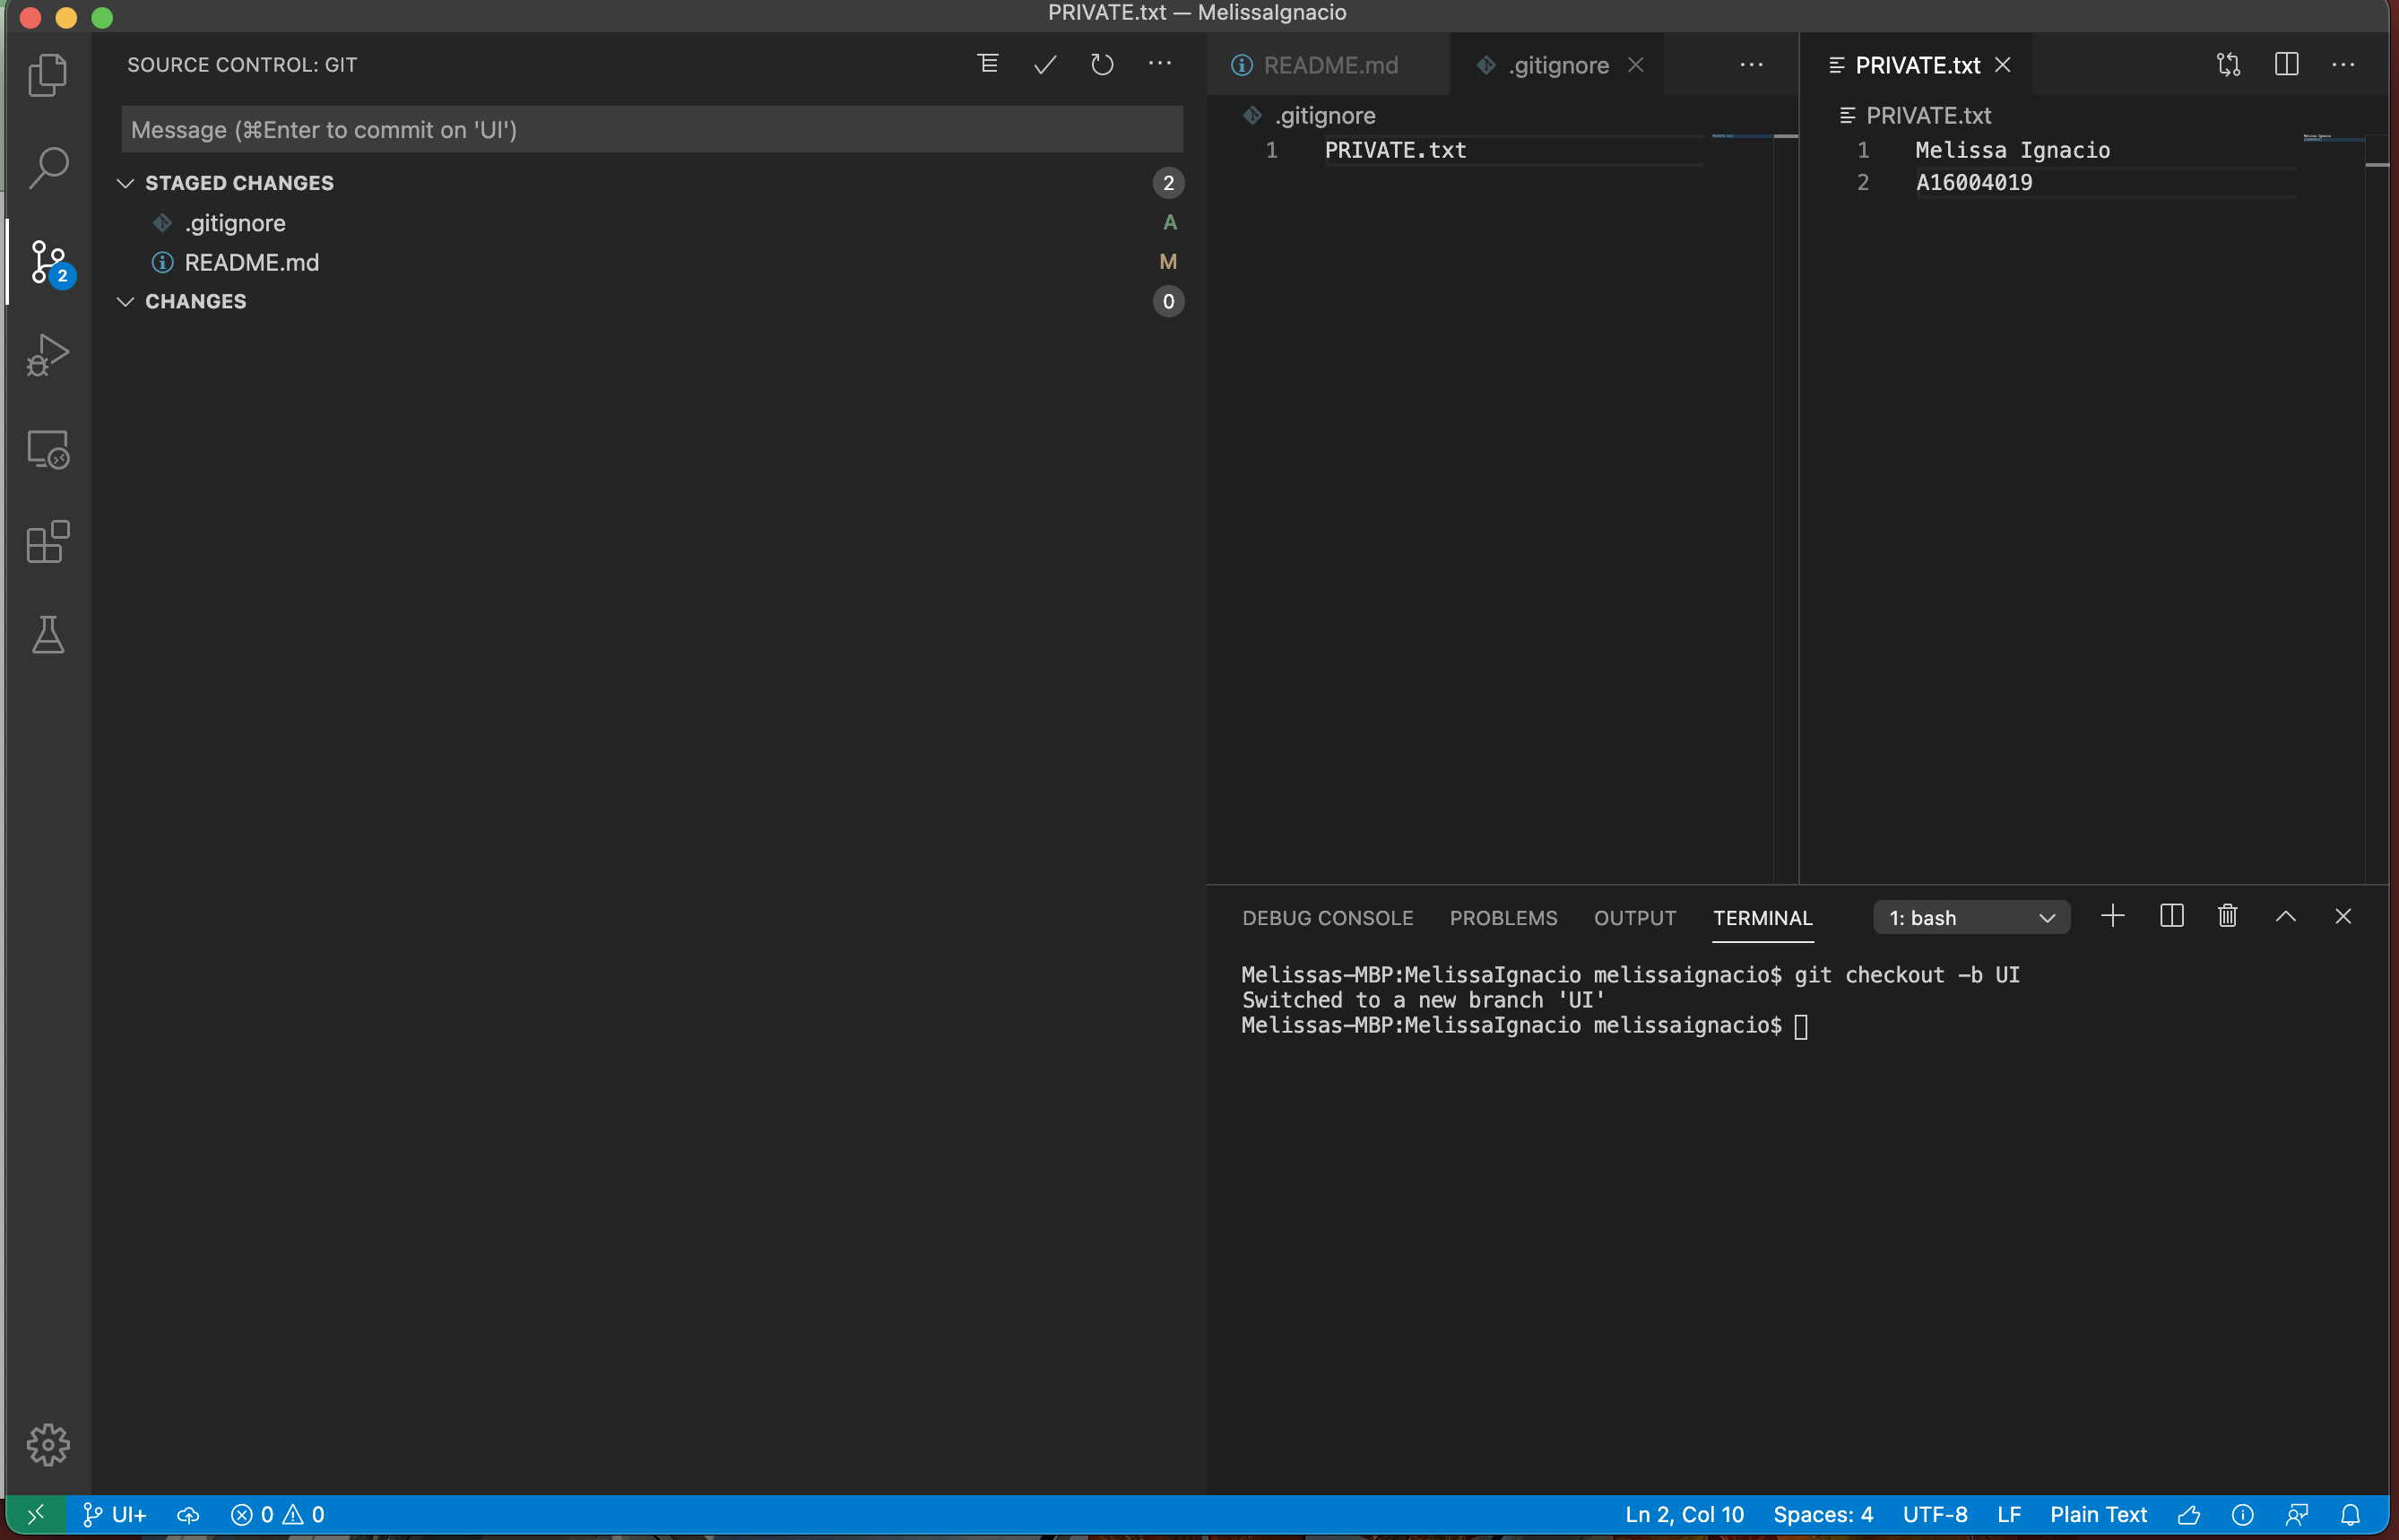 PRIVATE.txt — MelissaIgnacio
SOURCE CONTROL: GIT
Message (⌘Enter to commit on 'UI')
STAGED CHANGES 2
.gitignore A
README.md M
CHANGES 0
2
README.md
.gitignore
.gitignore
1 PRIVATE.txt
PRIVATE.txt
PRIVATE.txt
1 Melissa Ignacio
2 A16004019
DEBUG CONSOLE PROBLEMS OUTPUT TERMINAL 1: bash
Melissas-MBP:MelissaIgnacio melissaignacio$ git checkout -b UI
Switched to a new branch 'UI'
Melissas-MBP:MelissaIgnacio melissaignacio$
UI+ 0 0 Ln 2, Col 10 Spaces: 4 UTF-8 LF Plain Text